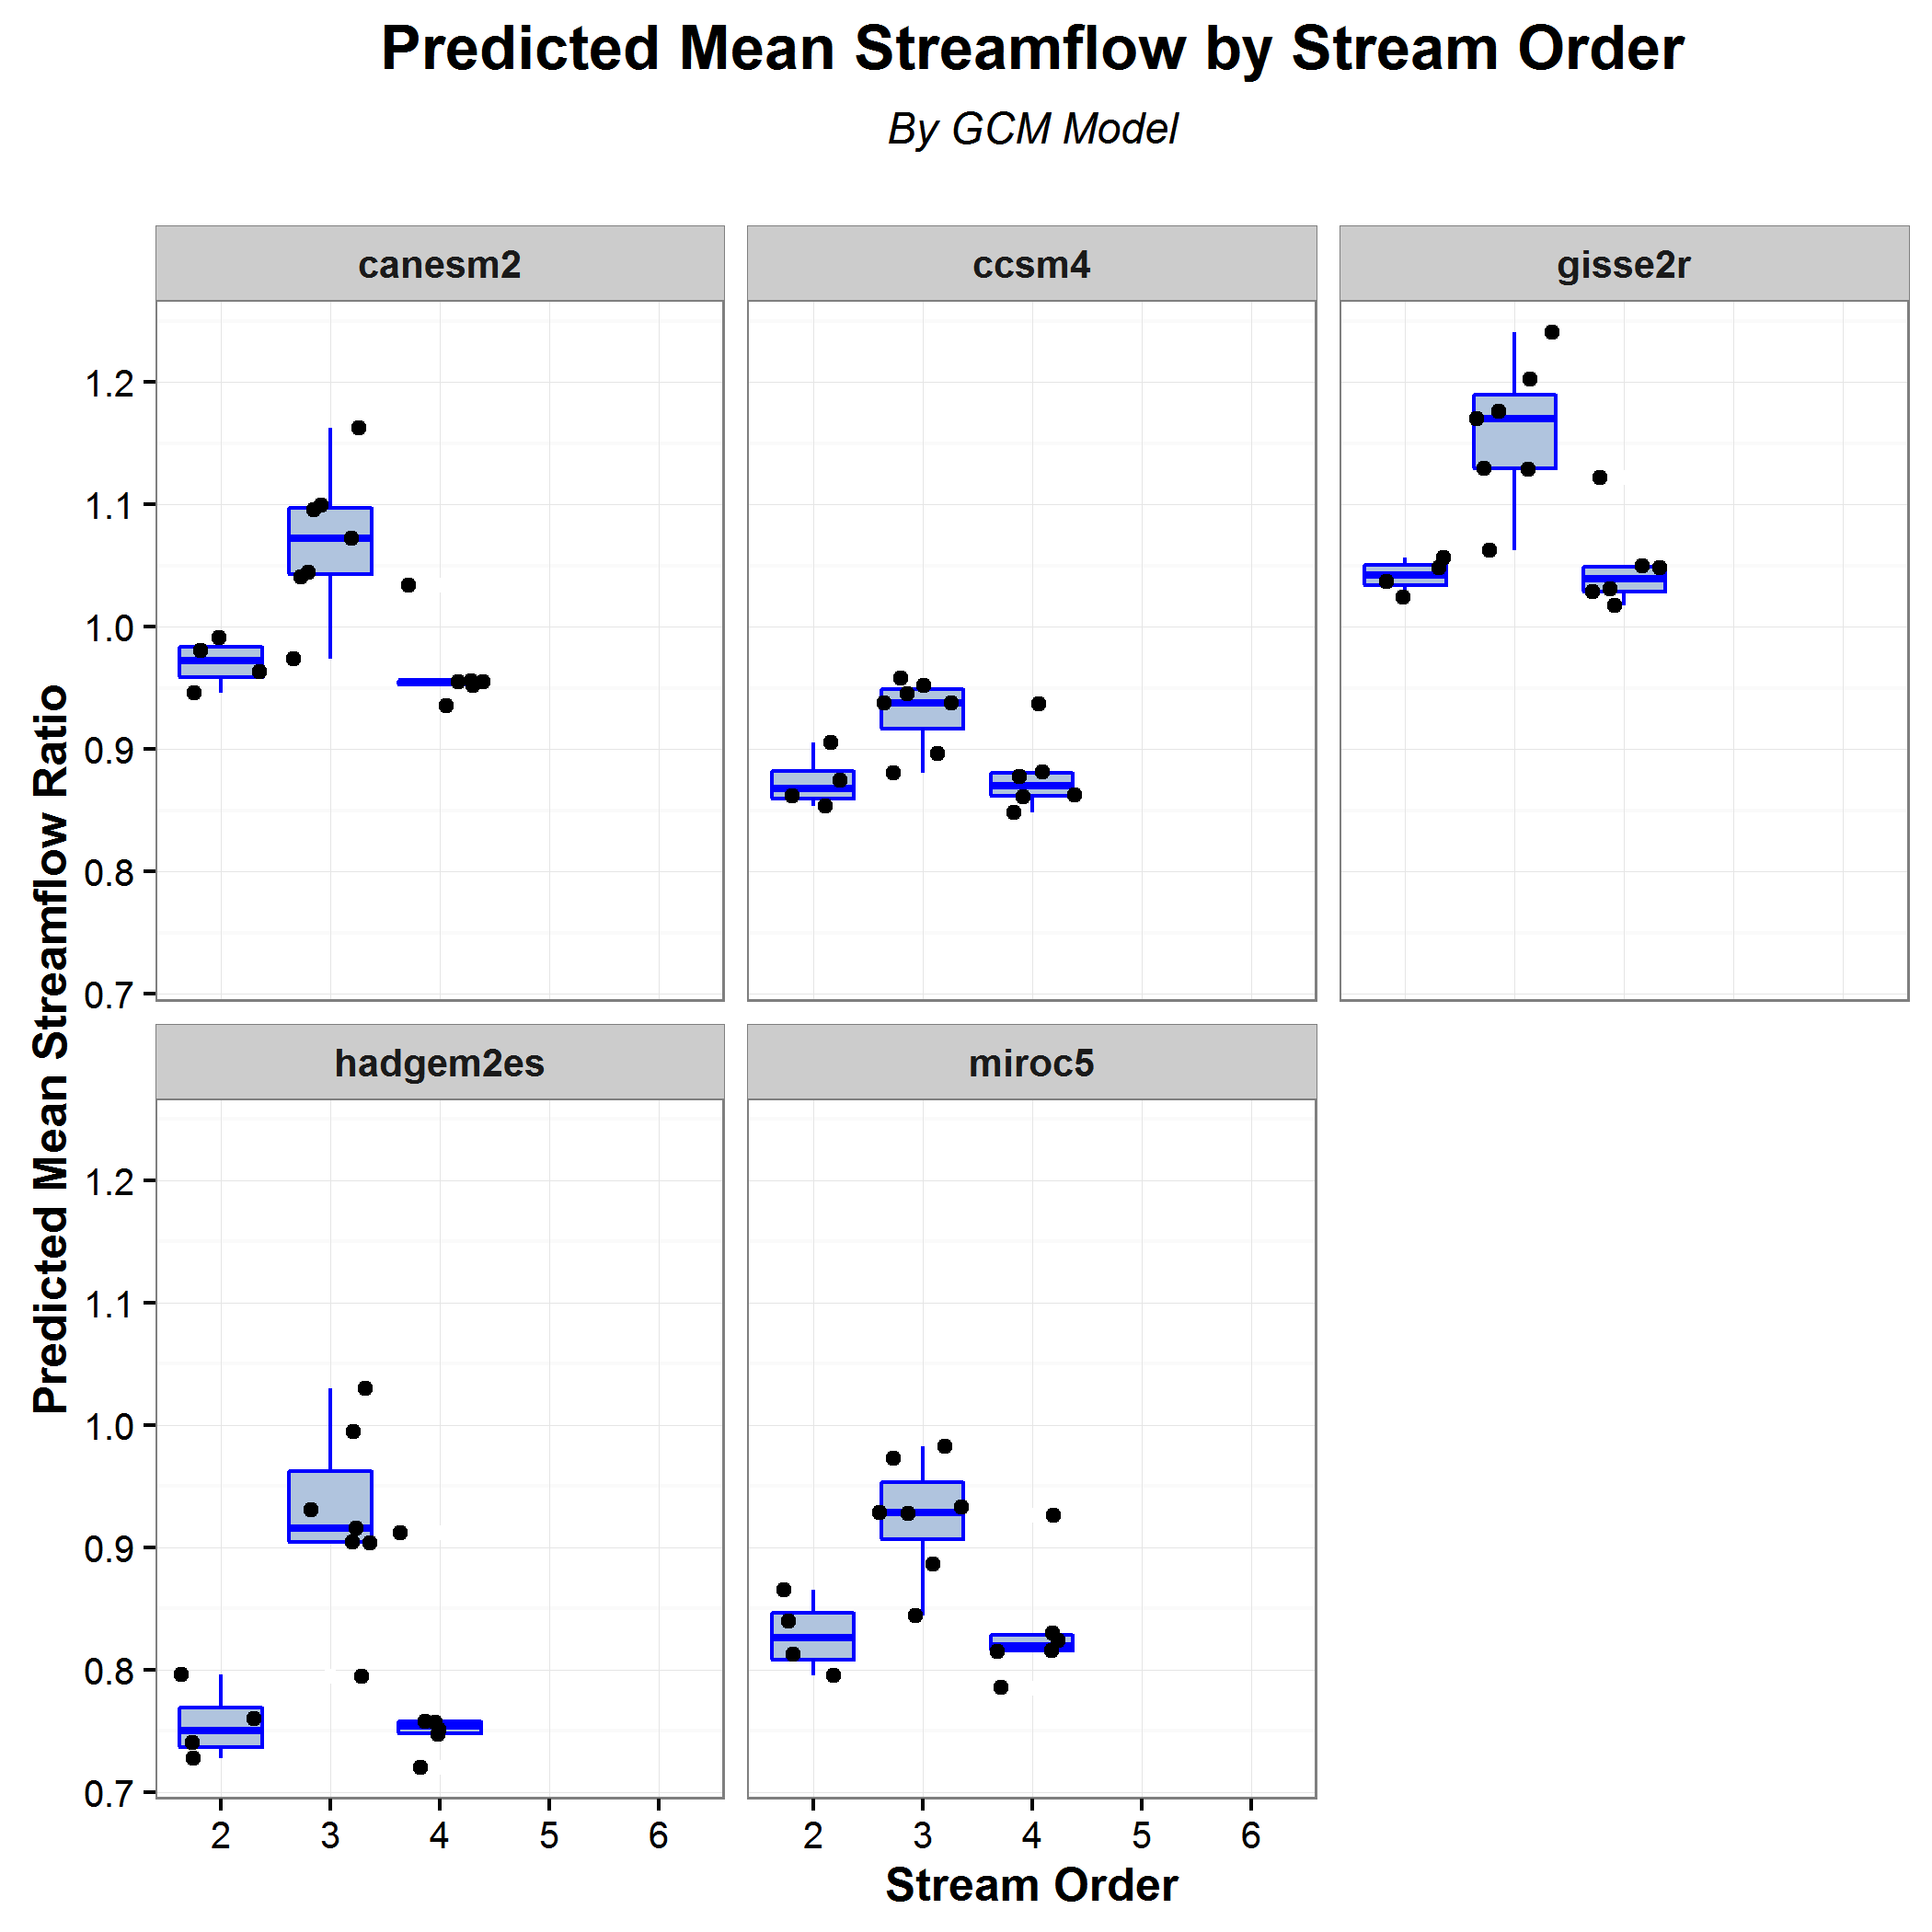 Predicted Mean Streamflow by Stream Order
By GCM Model
canesm2
ccsm4
gisse2r
Predicted Mean Streamflow Ratio
1.2
1.1
1.0
0.9
0.8
0.7
hadgem2es
miroc5
1.2
1.1
1.0
0.9
0.8
0.7
2 3 4 5 6
2 3 4 5 6
Stream Order